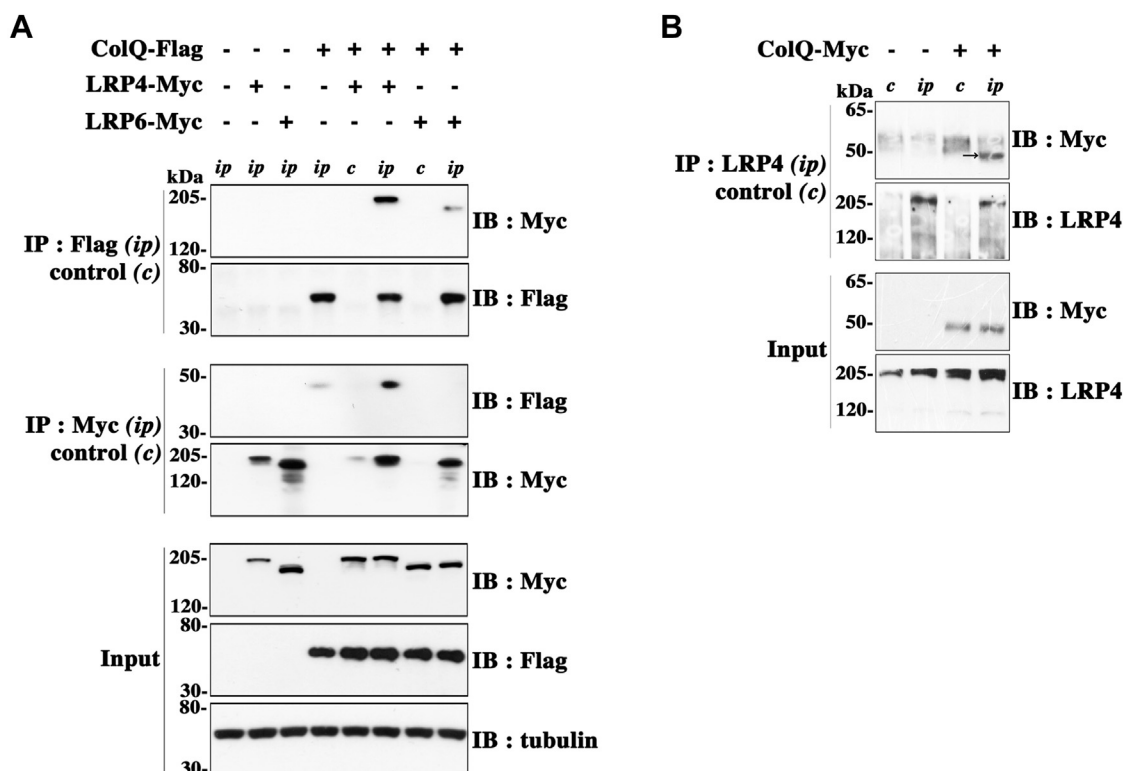 A
ColQ-Flag - - - + + + + +
LRP4-Myc - + - - + + - -
LRP6-Myc - - + - - - + +
kDa ip ip ip ip c ip c ip
IP : Flag (ip)
control (c)
205-
120-
IB : Myc
80-
30-
IB : Flag
IP : Myc (ip)
control (c)
50-
30-
IB : Flag
205-
120-
IB : Myc
Input
205-
120-
IB : Myc
80-
30-
IB : Flag
80-
30-
IB : tubulin
B
ColQ-Myc - - + +
kDa c ip c ip
IP : LRP4 (ip)
control (c)
65-
50-
IB : Myc
205-
120-
IB : LRP4
Input
65-
50-
IB : Myc
205-
120-
IB : LRP4